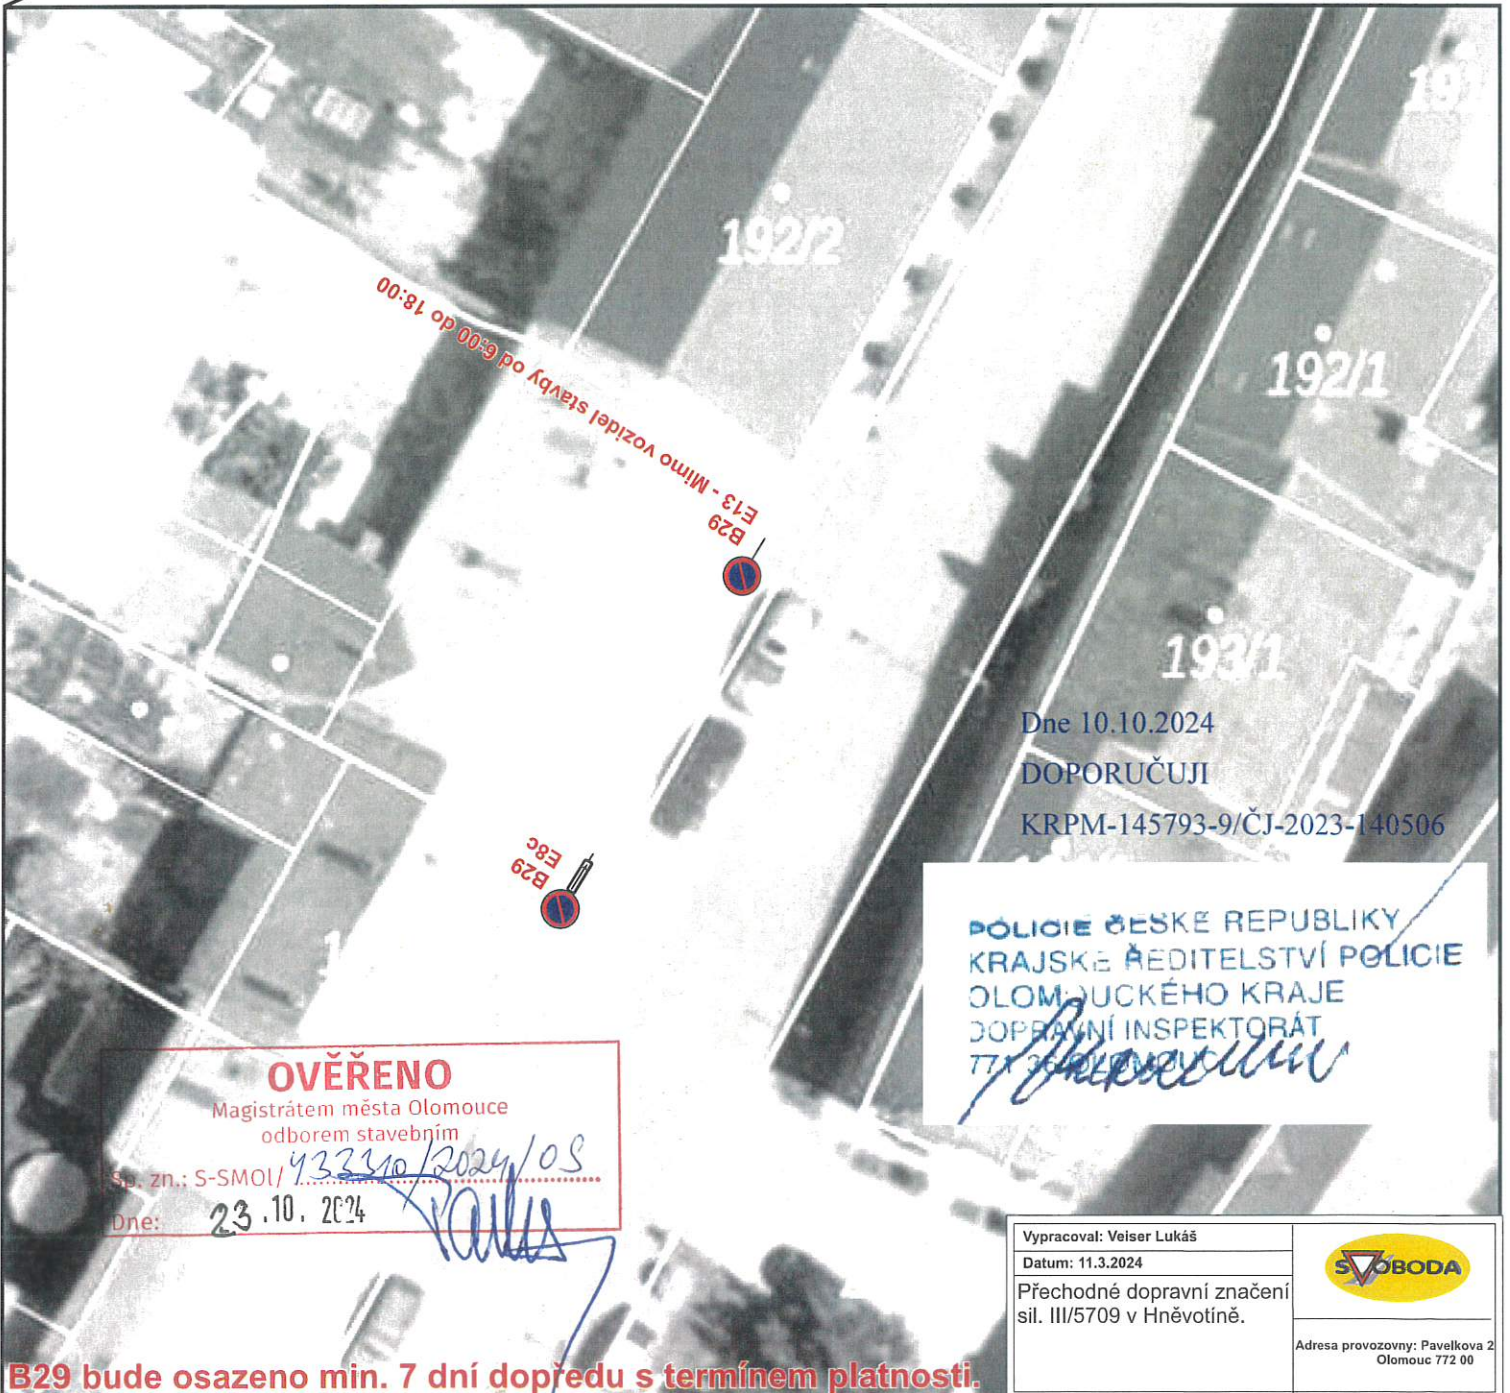 191
192/2
E13 - Mimo vozidel stavby od 6:00 do 18:00
B29
192/1
193/1
Dne 10.10.2024
DOPORUČUJI
KRPM-145793-9/ČJ-2023-140506
E8c
B29
POLICIE ČESKÉ REPUBLIKY
KRAJSKÉ ŘEDITELSTVÍ POLICIE
OLOMOUCKÉHO KRAJE
DOPRAVNÍ INSPEKTORÁT
771 36 OLOMOUC
OVĚŘENO
Magistrátem města Olomouce
odborem stavebním
Sp. zn.: S-SMOl/ /2024/OS
Dne: 23.10.2024
Vypracoval: Veiser Lukáš
Datum: 11.3.2024
Přechodné dopravní značení
sil. III/5709 v Hněvotíně.
SVOBODA
Adresa provozovny: Pavelkova 2
Olomouc 772 00
B29 bude osazeno min. 7 dní dopředu s termínem platnosti.